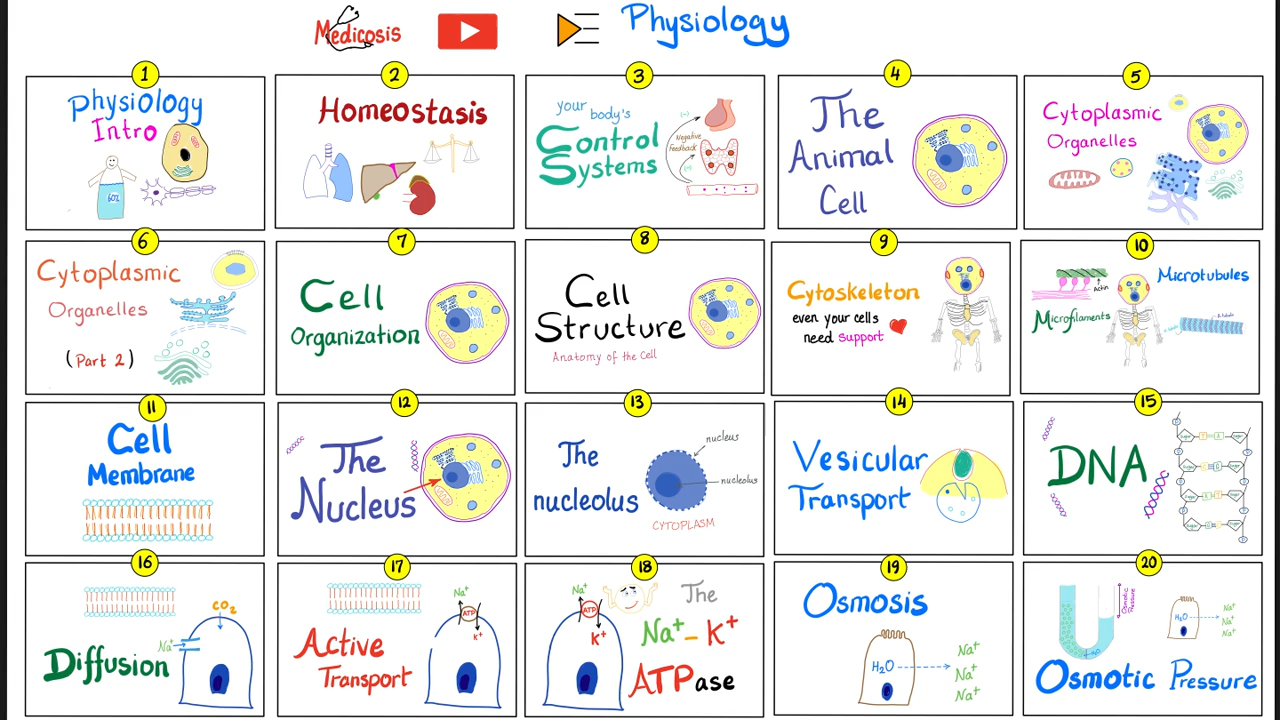 Medicosis
Physiology
1
Physiology
Intro
60%
2
Homeostasis
3
your
body's
Control
Systems
Negative
Feedback
(-)
(-)
4
The
Animal
Cell
5
Cytoplasmic
Organelles
6
Cytoplasmic
Organelles
(Part 2)
7
Cell
Organization
8
Cell
Structure
Anatomy of the Cell
9
Cytoskeleton
even your cells
need support
10
Microtubules
Actin
Microfilaments
11
Cell
Membrane
12
The
Nucleus
13
The
nucleolus
nucleus
nucleolus
CYTOPLASM
14
Vesicular
Transport
15
DNA
16
CO2
Na+
Diffusion
17
Na+
ATP
K+
Active
Transport
18
Na+
ATP
K+
The
Na+-K+
ATPase
19
Osmosis
H2O
Na+
Na+
Na+
20
Osmotic
Pressure
H2O
Na+
Na+
Na+
Osmotic Pressure